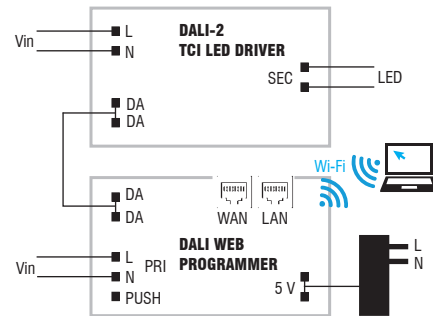 Vin
L
N
DALI-2
TCI LED DRIVER
SEC
LED
DA
DA
Wi-Fi
DA
DA
WAN
LAN
Vin
L
N
PRI
PUSH
DALI WEB
PROGRAMMER
5 V
L
N